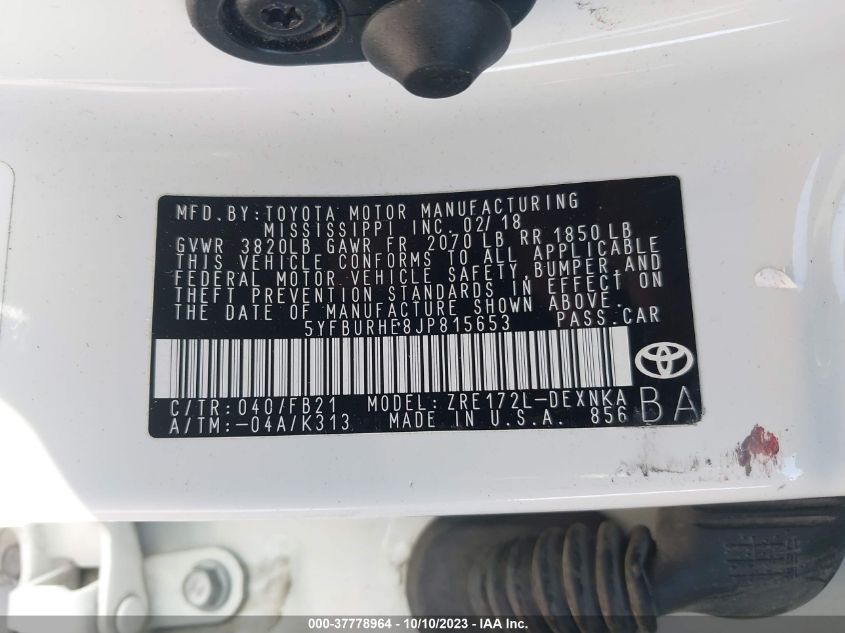 MFD. BY: TOYOTA MOTOR MANUFACTURING
MISSISSIPPI INC. 02/18
GVWR 3820LB GAWR FR 2070 LB RR 1850 LB
THIS VEHICLE CONFORMS TO ALL APPLICABLE
FEDERAL MOTOR VEHICLE SAFETY, BUMPER, AND
THEFT PREVENTION STANDARDS IN EFFECT ON
THE DATE OF MANUFACTURE SHOWN ABOVE.
5YFBURHE8JP815653 PASS. CAR
C/TR: 040/FB21 MODEL: ZRE172L-DEXNKA
A/TM: -04A/K313 MADE IN U.S.A. 856
BA
000-37778964 - 10/10/2023 - IAA Inc.